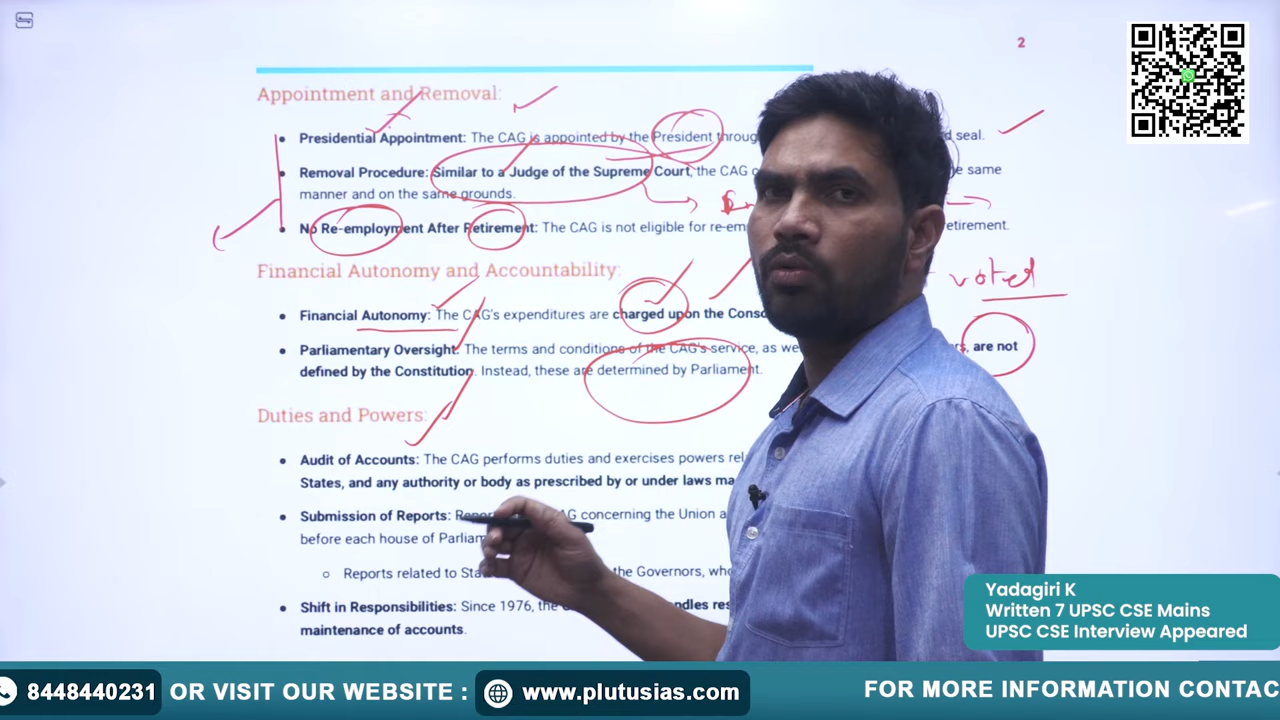 2
Appointment and Removal:
• Presidential Appointment: The CAG is appointed by the President throug d seal.
• Removal Procedure: Similar to a Judge of the Supreme Court, the CAG same
manner and on the same grounds.
• No Re-employment After Retirement: The CAG is not eligible for re-em etirement.
Financial Autonomy and Accountability:
voted
• Financial Autonomy: The CAG's expenditures are charged upon the Conso
• Parliamentary Oversight: The terms and conditions of the CAG's service, as we are not
defined by the Constitution. Instead, these are determined by Parliament.
Duties and Powers:
• Audit of Accounts: The CAG performs duties and exercises powers rel
States, and any authority or body as prescribed by or under laws ma
• Submission of Reports: AG concerning the Union a
before each house of Parliam
o Reports related to Sta the Governors, who
• Shift in Responsibilities: Since 1976, the ndles res
maintenance of accounts.
Yadagiri K
Written 7 UPSC CSE Mains
UPSC CSE Interview Appeared
8448440231 OR VISIT OUR WEBSITE : www.plutusias.com FOR MORE INFORMATION CONTAC